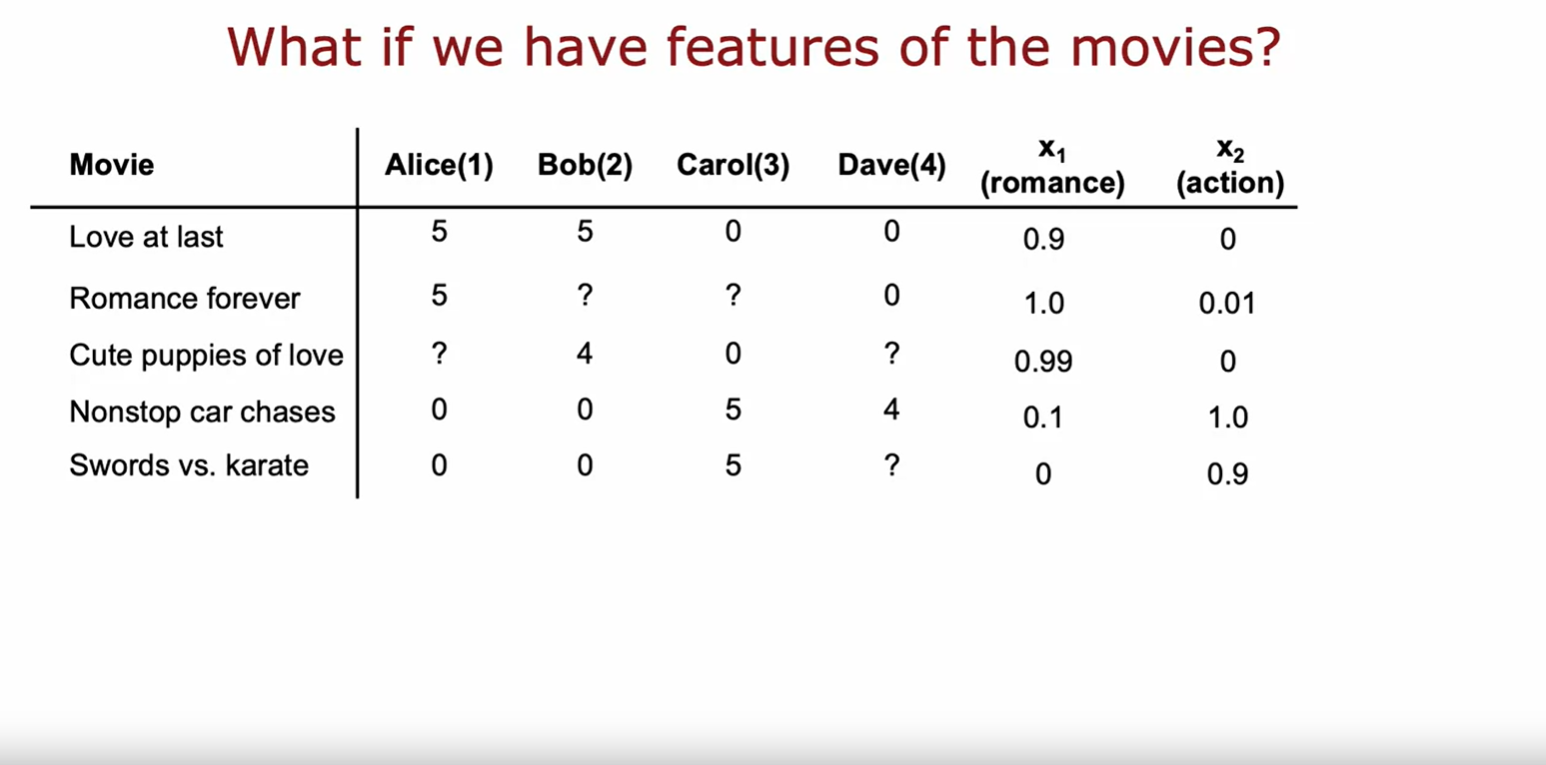 What if we have features of the movies?
Movie Alice(1) Bob(2) Carol(3) Dave(4) x₁ (romance) x₂ (action)
Love at last 5 5 0 0 0.9 0
Romance forever 5 ? ? 0 1.0 0.01
Cute puppies of love ? 4 0 ? 0.99 0
Nonstop car chases 0 0 5 4 0.1 1.0
Swords vs. karate 0 0 5 ? 0 0.9